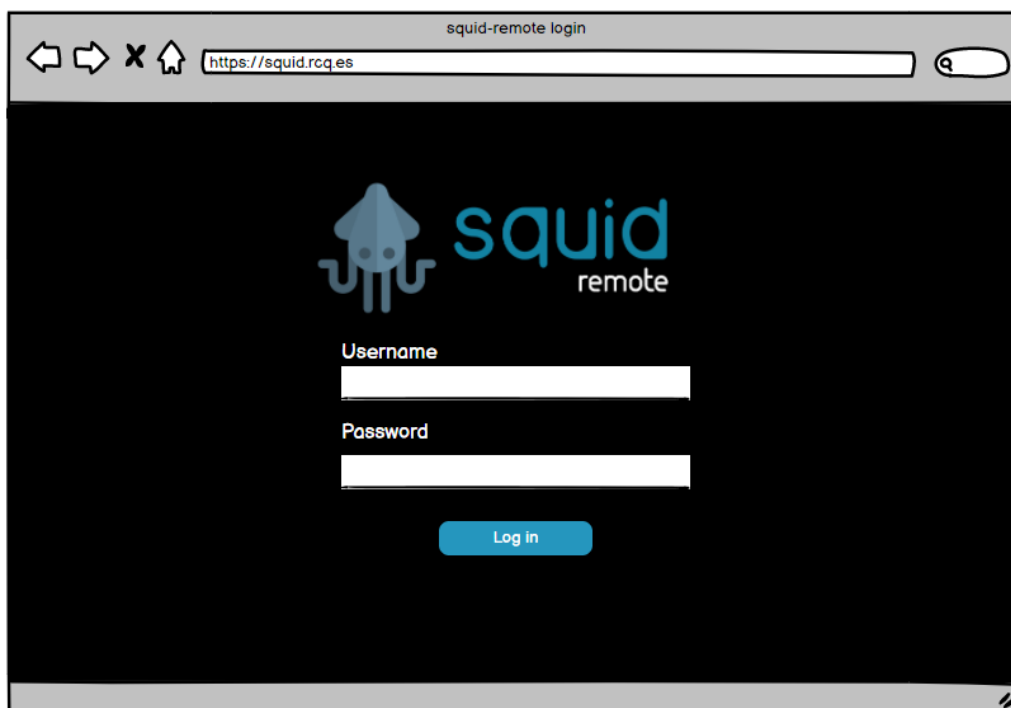 squid-remote login
https://squid.rcq.es
squid
remote
Username
Password
Log in